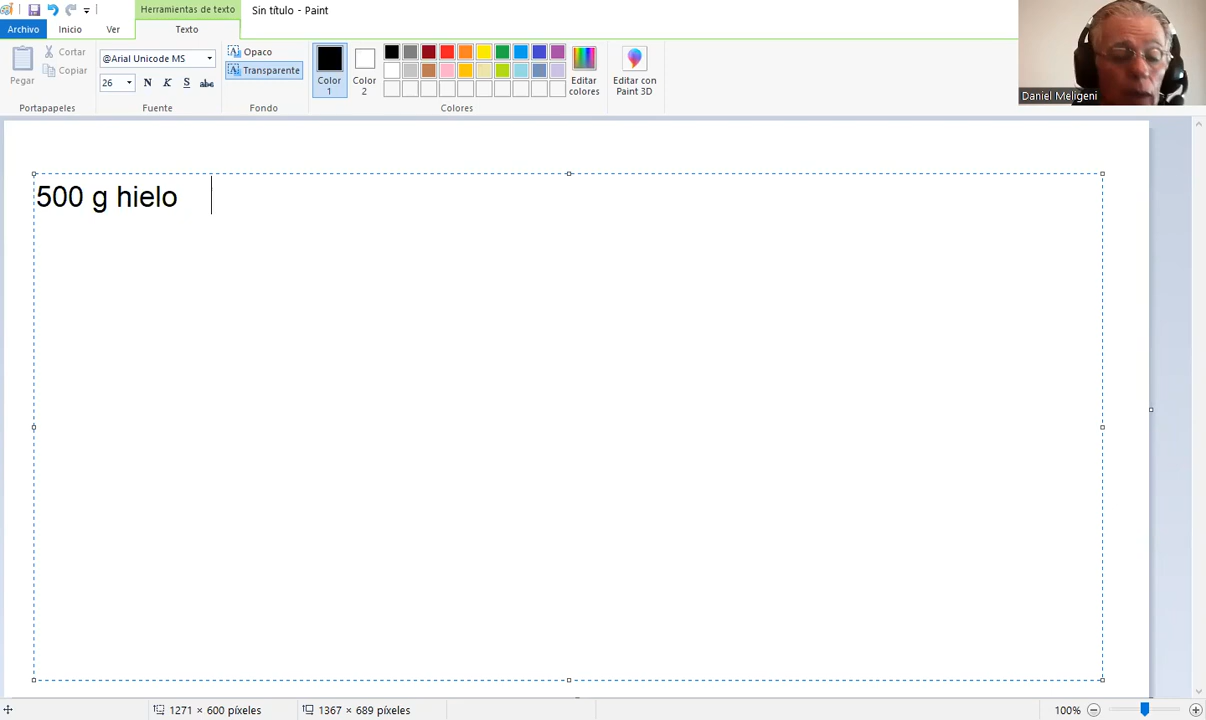 Herramientas de texto
Sin título - Paint
Archivo
Inicio
Ver
Texto
Pegar
Cortar
Copiar
Portapapeles
@Arial Unicode MS
26
N
K
S
abc
Fuente
Opaco
Transparente
Fondo
Color
1
Color
2
Colores
Editar
colores
Editar con
Paint 3D
Daniel Meligeni
500 g hielo
1271 × 600 píxeles
1367 × 689 píxeles
100%